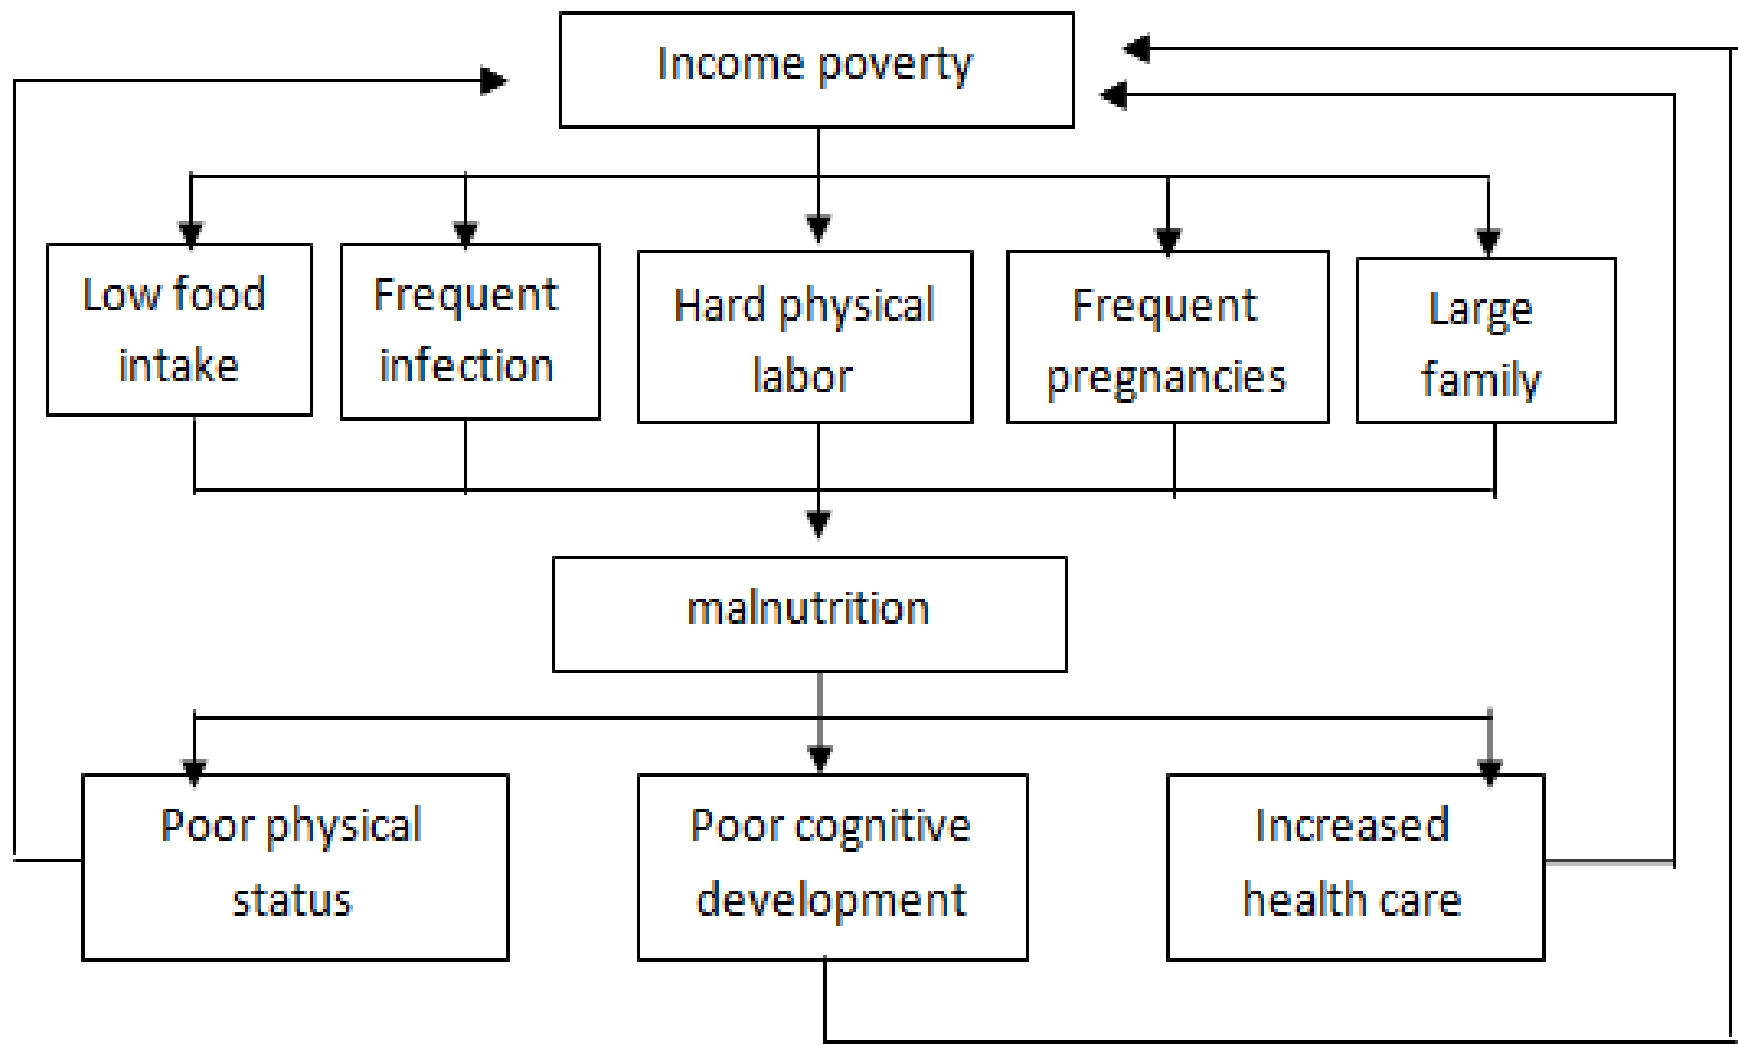 Income poverty
Low food
intake
Frequent
infection
Hard physical
labor
Frequent
pregnancies
Large
family
malnutrition
Poor physical
status
Poor cognitive
development
Increased
health care